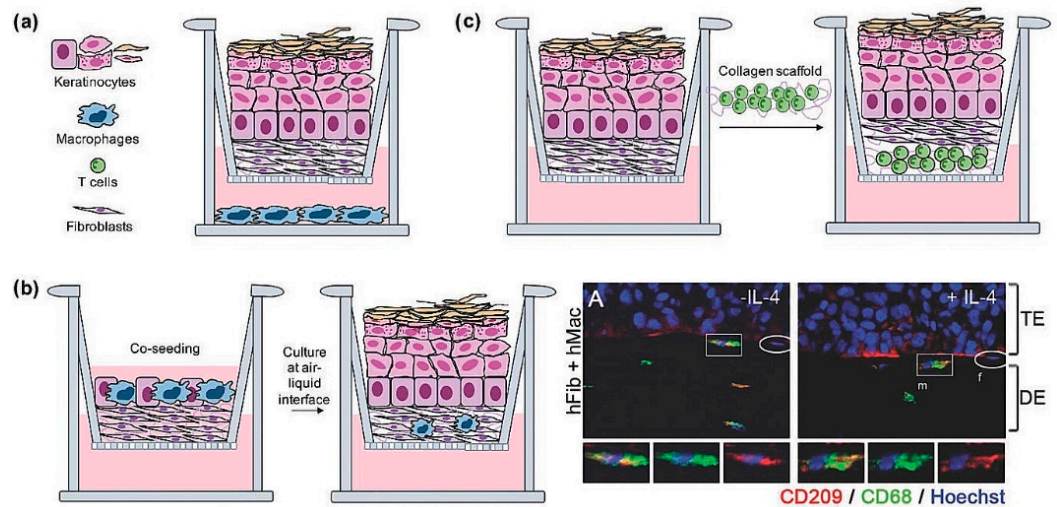 (a)
Keratinocytes
Macrophages
T cells
Fibroblasts
(c)
Collagen scaffold
(b)
Co-seeding
Culture
at air-
liquid
interface
A
-IL-4
+ IL-4
hFib + hMac
m
f
TE
DE
CD209 / CD68 / Hoechst